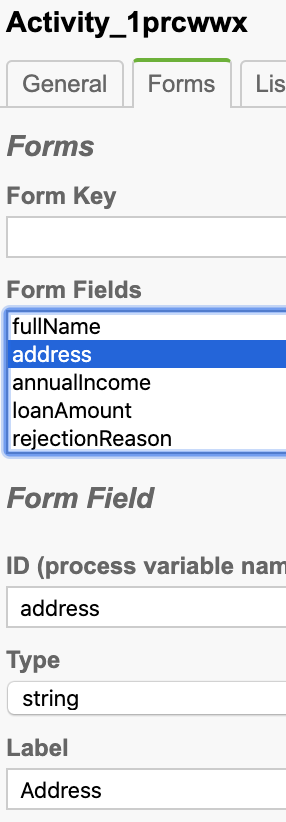 Activity_1prcwwx
General
Forms
Lis
Forms
Form Key
Form Fields
fullName
address
annualIncome
loanAmount
rejectionReason
Form Field
ID (process variable nam
address
Type
string
Label
Address